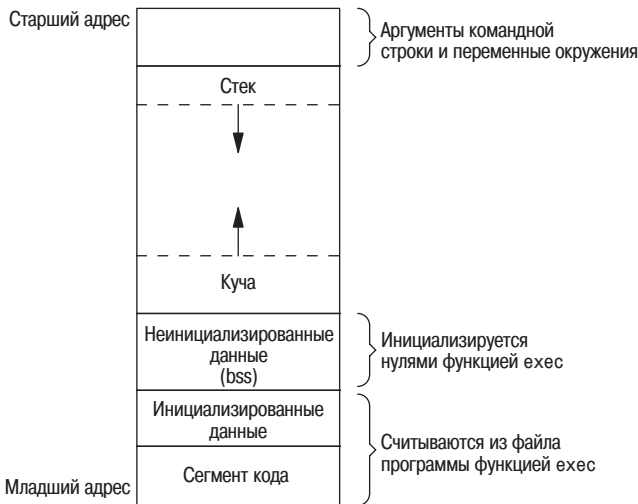 Старший адрес
Аргументы командной
строки и переменные окружения
Стек
Куча
Неинициализированные
данные
(bss)
Инициализируется
нулями функцией exec
Инициализированные
данные
Считываются из файла
программы функцией exec
Сегмент кода
Младший адрес